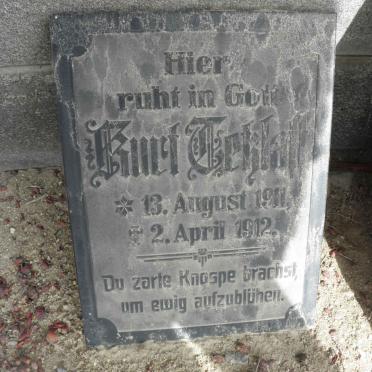 Hier
ruht in Gott
Kurt
* 13. August 1911,
† 2. April 1912.
Du zarte Knospe brachst,
um ewig aufzublühen.